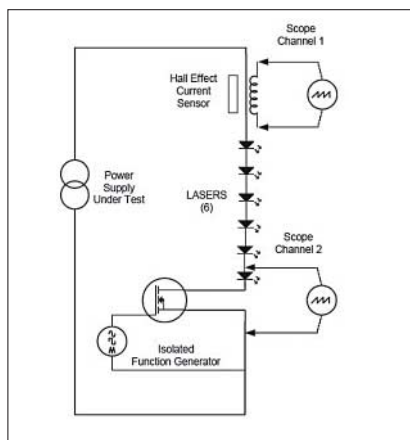 Scope
Channel 1
Hall Effect
Current
Sensor
Power
Supply
Under Test
LASERS
(6)
Scope
Channel 2
Isolated
Function Generator